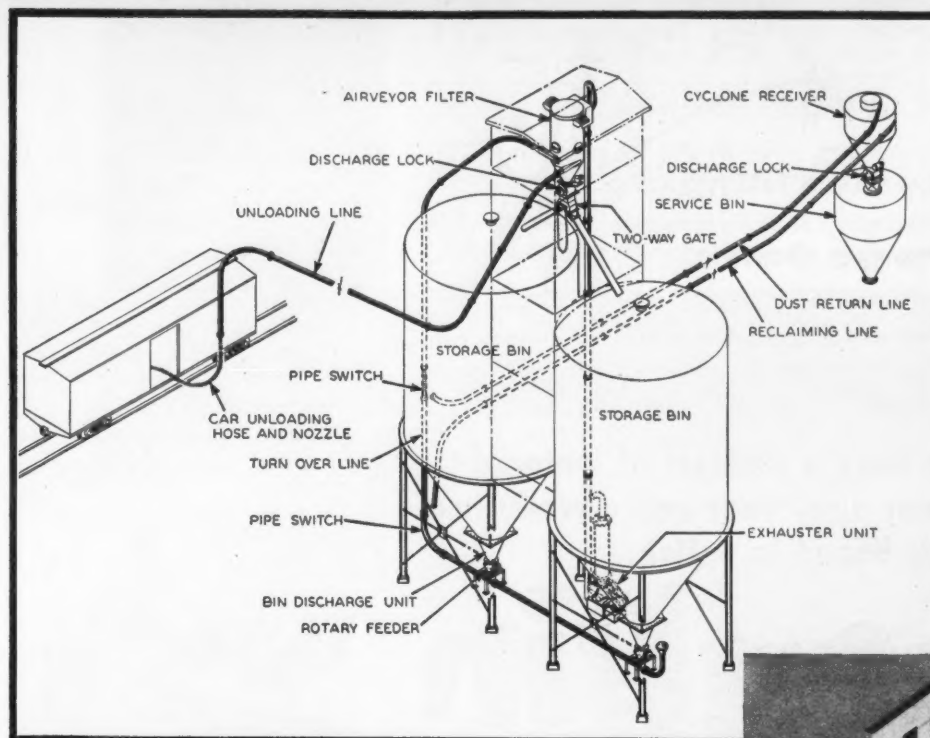 AIRVEYOR FILTER
CYCLONE RECEIVER
DISCHARGE LOCK
DISCHARGE LOCK
UNLOADING LINE
SERVICE BIN
TWO-WAY GATE
DUST RETURN LINE
RECLAIMING LINE
STORAGE BIN
PIPE SWITCH
STORAGE BIN
CAR UNLOADING
HOSE AND NOZZLE
TURN OVER LINE
PIPE SWITCH
EXHAUSTER UNIT
BIN DISCHARGE UNIT
ROTARY FEEDER